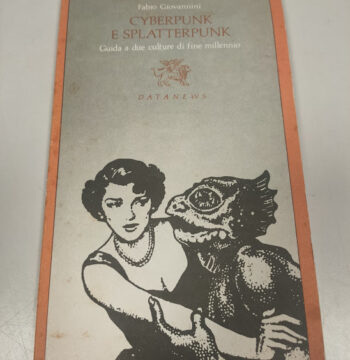 Fabio Giovannini
CYBERPUNK
E SPLATTERPUNK
Guida a due culture di fine millennio
DATANEWS